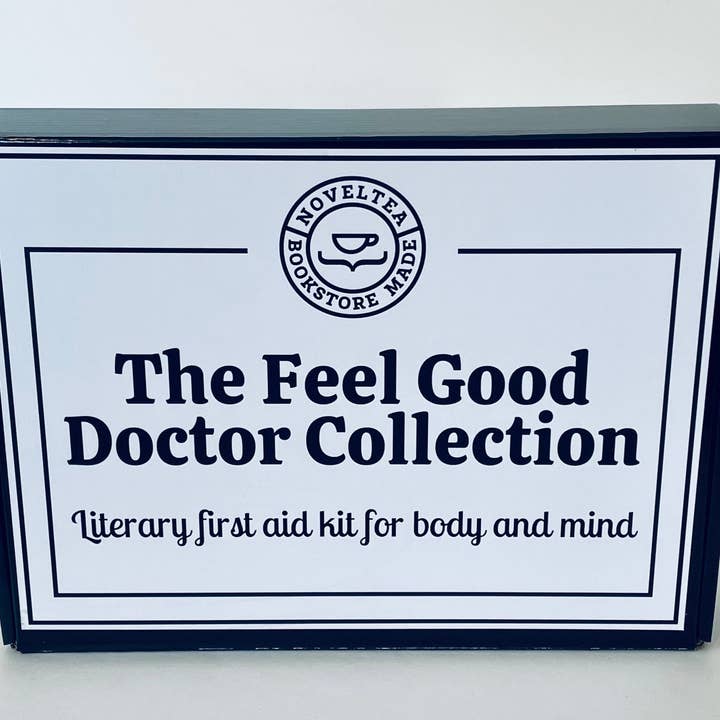 NOVELTEA
BOOKSTORE MADE
The Feel Good
Doctor Collection
Literary first aid kit for body and mind